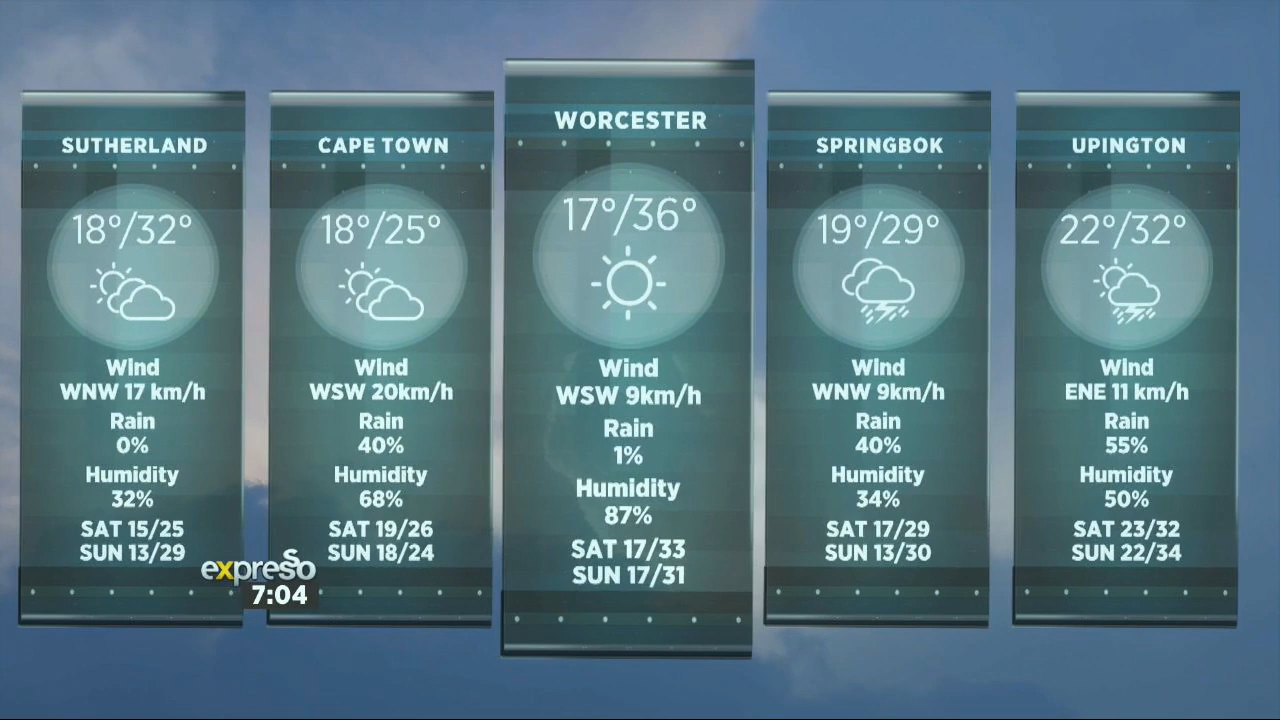 SUTHERLAND
18°/32°
Wind
WNW 17 km/h
Rain
0%
Humidity
32%
SAT 15/25
SUN 13/29
CAPE TOWN
18°/25°
Wind
WSW 20km/h
Rain
40%
Humidity
68%
SAT 19/26
SUN 18/24
WORCESTER
17°/36°
Wind
WSW 9km/h
Rain
1%
Humidity
87%
SAT 17/33
SUN 17/31
SPRINGBOK
19°/29°
Wind
WNW 9km/h
Rain
40%
Humidity
34%
SAT 17/29
SUN 13/30
UPINGTON
22°/32°
Wind
ENE 11 km/h
Rain
55%
Humidity
50%
SAT 23/32
SUN 22/34
expresso
7:04